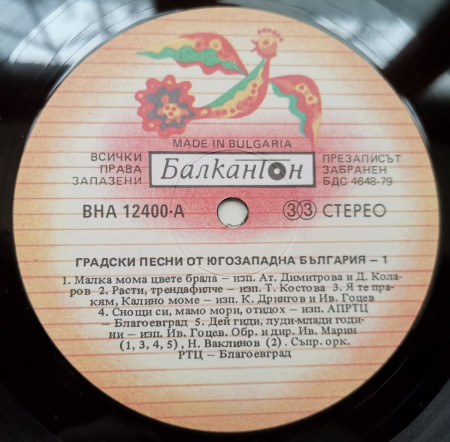 MADE IN BULGARIA
ВСИЧКИ ПРАВА ЗАПАЗЕНИ
Балкантон
ПРЕЗАПИСЪТ ЗАБРАНЕН БДС 4648-79
ВНА 12400-А
33 СТЕРЕО
ГРАДСКИ ПЕСНИ ОТ ЮГОЗАПАДНА БЪЛГАРИЯ – 1
1. Малка мома цвете брала – изп. Ат. Димитрова и Д. Кола-
ров 2. Расти, трендафилче – изп. Т. Костова. 3. Я те пра-
кям, Калино моме – изп. К. Дрингов и Ив. Гоцев
4. Снощи си, мамо мори, отидох – изп. АПРТЦ
– Благоевград 5. Дей гиди, луди-млади годи-
ни – изп. Ив. Гоцев. Обр. и дир. Ив. Марин
(1, 3, 4, 5), Н. Ваклинов (2). Съпр. орк.
РТЦ – Благоевград